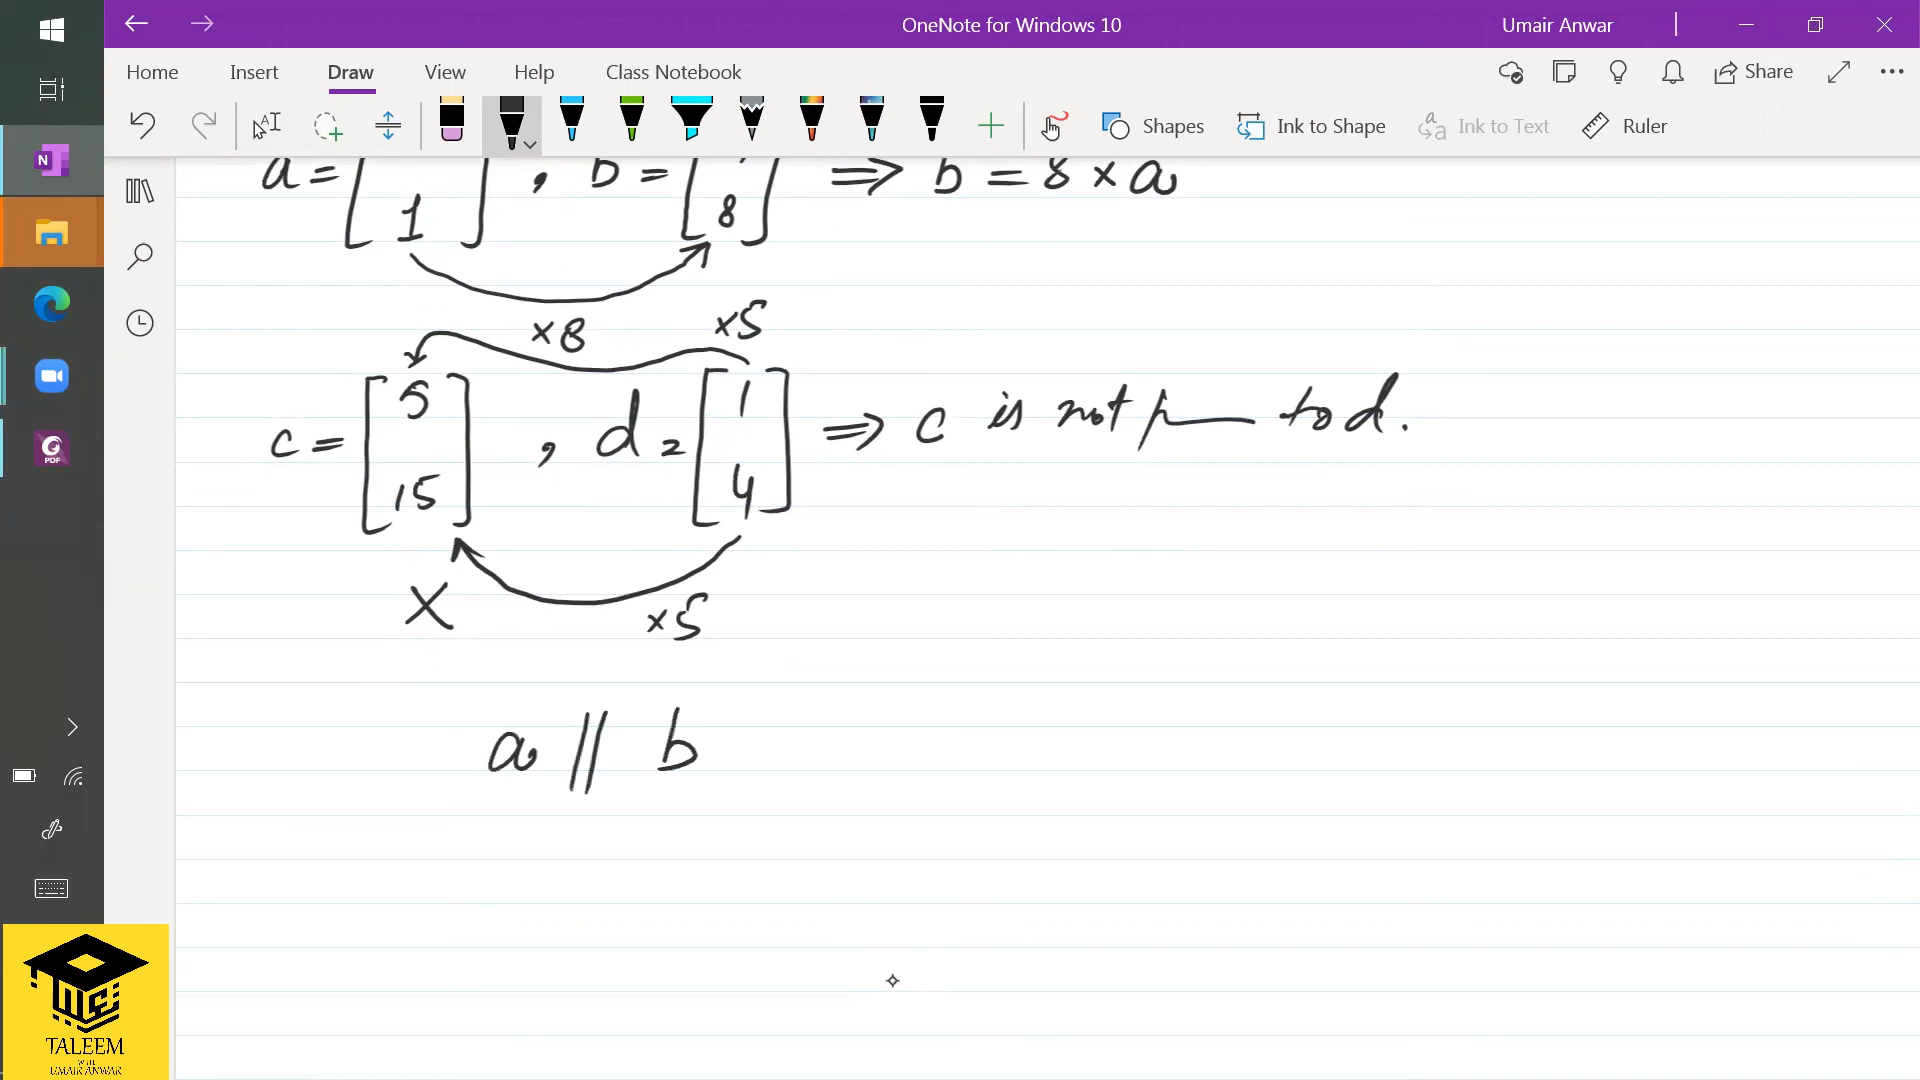 OneNote for Windows 10
Umair Anwar
Home Insert Draw View Help Class Notebook
Share
Shapes Ink to Shape Ink to Text Ruler
a = [ 1 ] , b = [ 8 ] ⇒ b = 8 × a
×8 ×5
c = [ 5 15 ] , d = [ 1 4 ] ⇒ c is not to d.
X ×5
a // b
N
PDF
TALEEM
WITH
UMAIR ANWAR